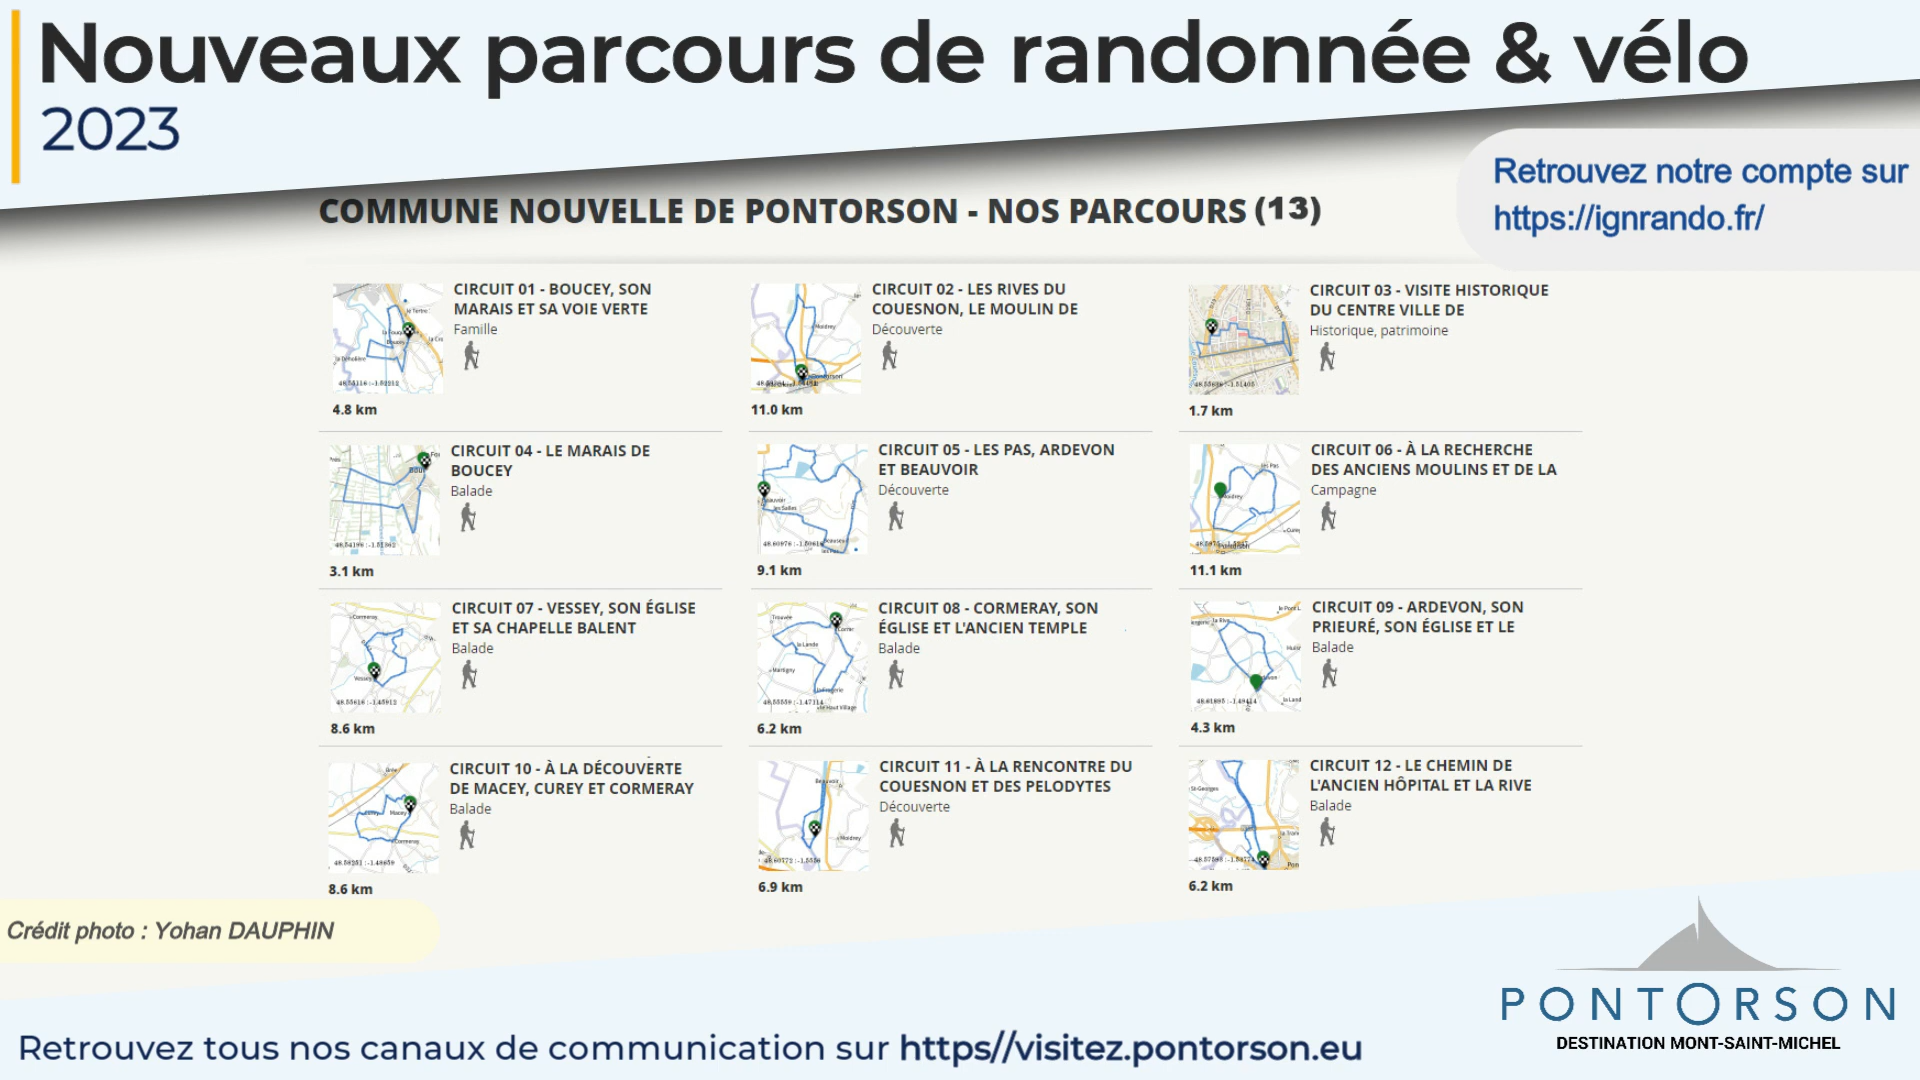 Nouveaux parcours de randonnée & vélo
2023
Retrouvez notre compte sur
https://ignrando.fr/
COMMUNE NOUVELLE DE PONTORSON - NOS PARCOURS (13)
CIRCUIT 01 - BOUCEY, SON
MARAIS ET SA VOIE VERTE
Famille
4.8 km
CIRCUIT 02 - LES RIVES DU
COUESNON, LE MOULIN DE
Découverte
11.0 km
CIRCUIT 03 - VISITE HISTORIQUE
DU CENTRE VILLE DE
Historique, patrimoine
1.7 km
CIRCUIT 04 - LE MARAIS DE
BOUCEY
Balade
3.1 km
CIRCUIT 05 - LES PAS, ARDEVON
ET BEAUVOIR
Découverte
9.1 km
CIRCUIT 06 - À LA RECHERCHE
DES ANCIENS MOULINS ET DE LA
Campagne
11.1 km
CIRCUIT 07 - VESSEY, SON ÉGLISE
ET SA CHAPELLE BALENT
Balade
8.6 km
CIRCUIT 08 - CORMERAY, SON
ÉGLISE ET L'ANCIEN TEMPLE
Balade
6.2 km
CIRCUIT 09 - ARDEVON, SON
PRIEURÉ, SON ÉGLISE ET LE
Balade
4.3 km
CIRCUIT 10 - À LA DÉCOUVERTE
DE MACEY, CUREY ET CORMERAY
Balade
8.6 km
CIRCUIT 11 - À LA RENCONTRE DU
COUESNON ET DES PELODYTES
Découverte
6.9 km
CIRCUIT 12 - LE CHEMIN DE
L'ANCIEN HÔPITAL ET LA RIVE
Balade
6.2 km
Crédit photo : Yohan DAUPHIN
PONTORSON
DESTINATION MONT-SAINT-MICHEL
Retrouvez tous nos canaux de communication sur https//visitez.pontorson.eu